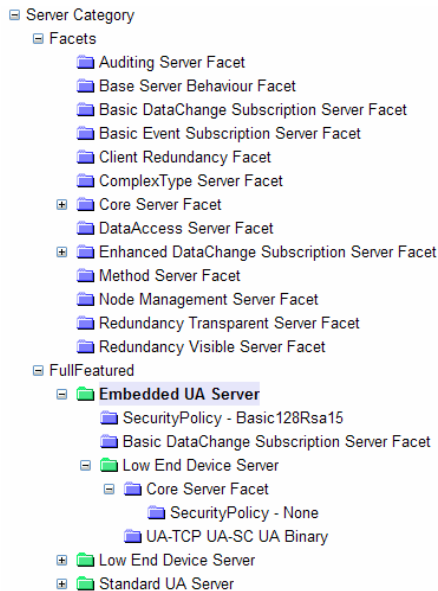 Server Category
Facets
Auditing Server Facet
Base Server Behaviour Facet
Basic DataChange Subscription Server Facet
Basic Event Subscription Server Facet
Client Redundancy Facet
ComplexType Server Facet
Core Server Facet
DataAccess Server Facet
Enhanced DataChange Subscription Server Facet
Method Server Facet
Node Management Server Facet
Redundancy Transparent Server Facet
Redundancy Visible Server Facet
FullFeatured
Embedded UA Server
SecurityPolicy - Basic128Rsa15
Basic DataChange Subscription Server Facet
Low End Device Server
Core Server Facet
SecurityPolicy - None
UA-TCP UA-SC UA Binary
Low End Device Server
Standard UA Server